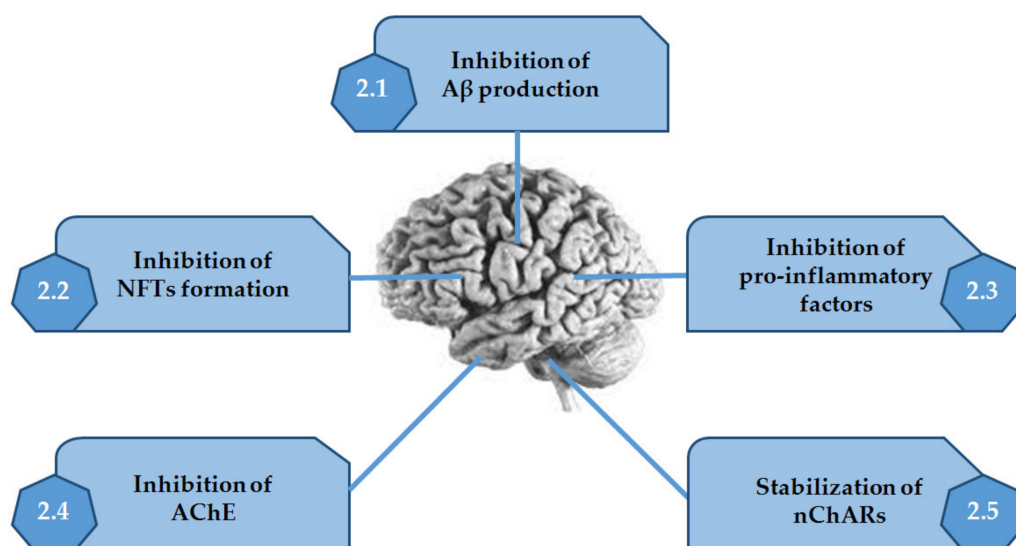 2.1
Inhibition of
Aβ production
2.2
Inhibition of
NFTs formation
Inhibition of
pro-inflammatory
factors
2.3
2.4
Inhibition of
AChE
Stabilization of
nChARs
2.5